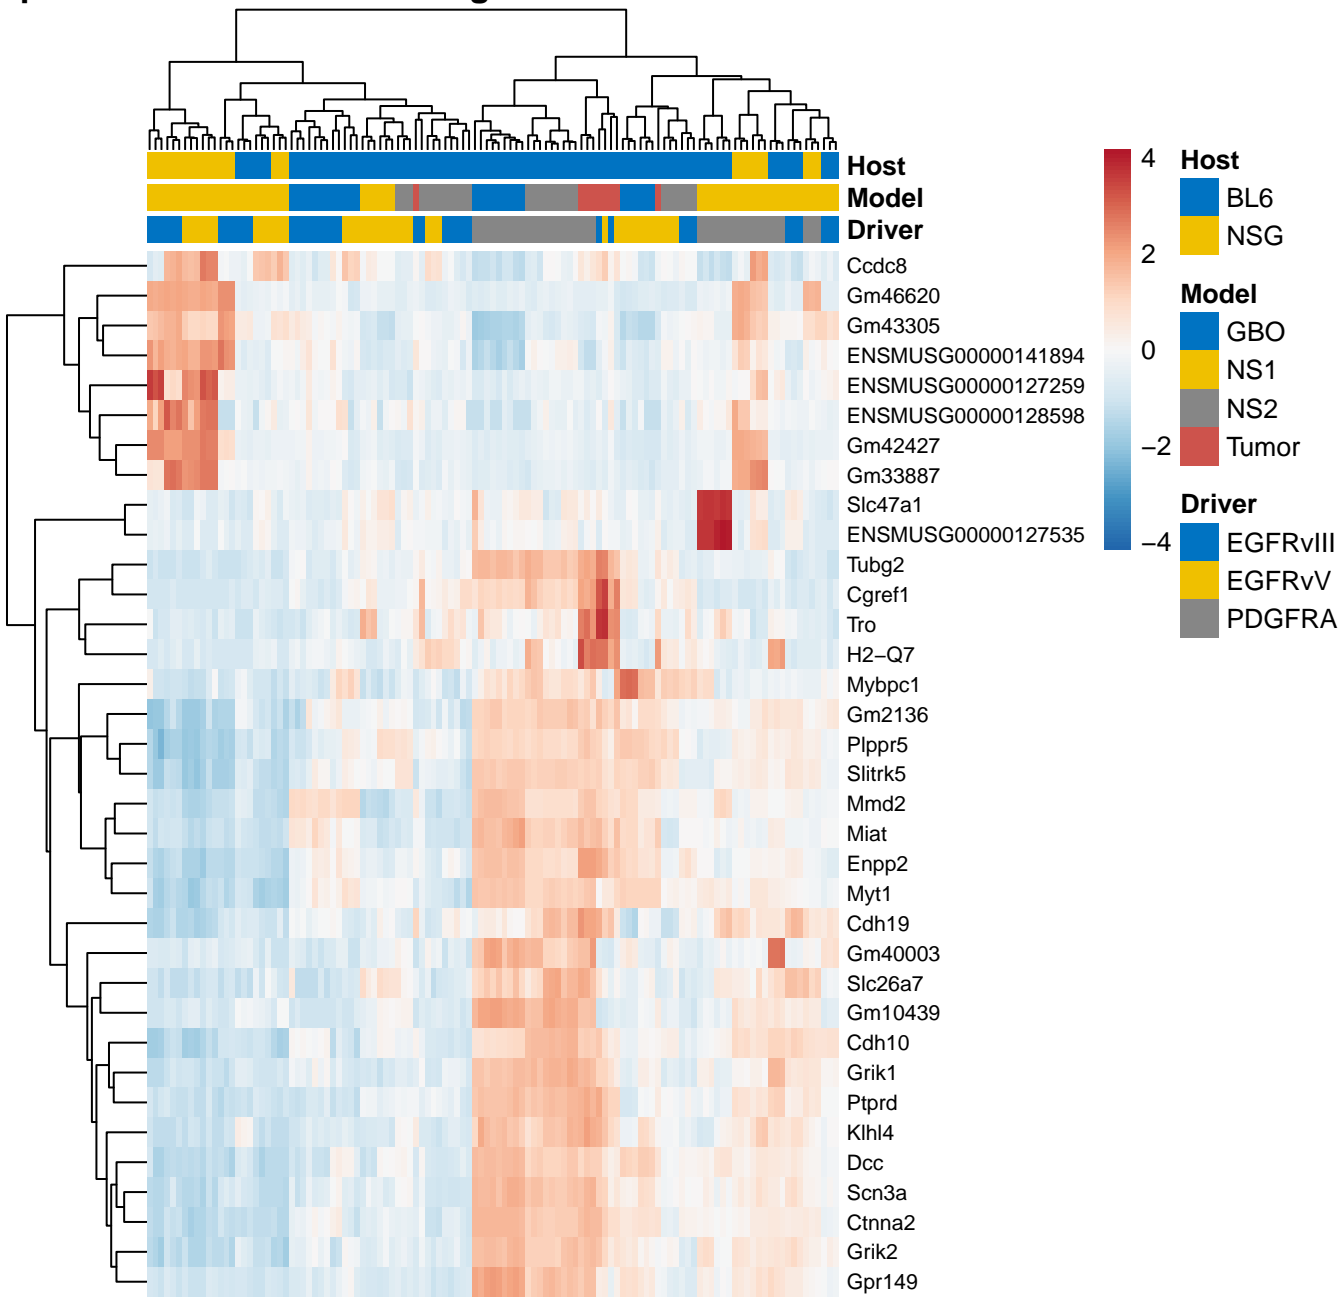 Host
Model
Driver
Ccdc8
Gm46620
Gm43305
ENSMUSG00000141894
ENSMUSG00000127259
ENSMUSG00000128598
Gm42427
Gm33887
Slc47a1
ENSMUSG00000127535
Tubg2
Cgref1
Tro
H2−Q7
Mybpc1
Gm2136
Plppr5
Slitrk5
Mmd2
Miat
Enpp2
Myt1
Cdh19
Gm40003
Slc26a7
Gm10439
Cdh10
Grik1
Ptprd
Klhl4
Dcc
Scn3a
Ctnna2
Grik2
Gpr149
4
2
0
−2
−4
Host
BL6
NSG
Model
GBO
NS1
NS2
Tumor
Driver
EGFRvIII
EGFRvV
PDGFRA